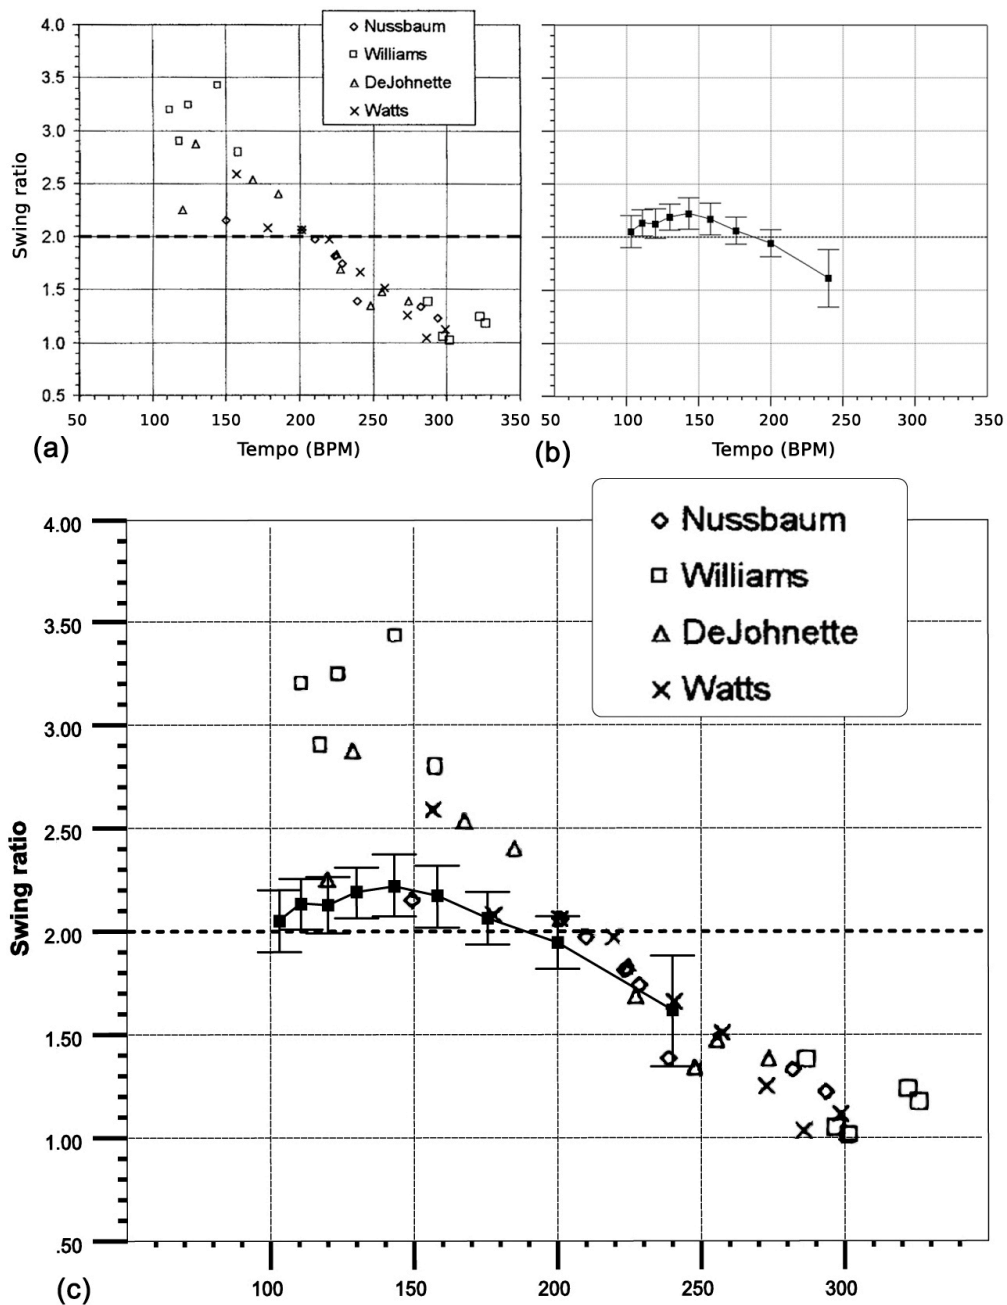 4.0
3.5
3.0
2.5
2.0
1.5
1.0
0.5
Swing ratio
Nussbaum
Williams
DeJohnette
Watts
50 100 150 200 250 300 350
Tempo (BPM)
(a)
50 100 150 200 250 300 350
Tempo (BPM)
(b)
4.00
3.50
3.00
2.50
2.00
1.50
1.00
.50
Swing ratio
Nussbaum
Williams
DeJohnette
Watts
100 150 200 250 300
(c)